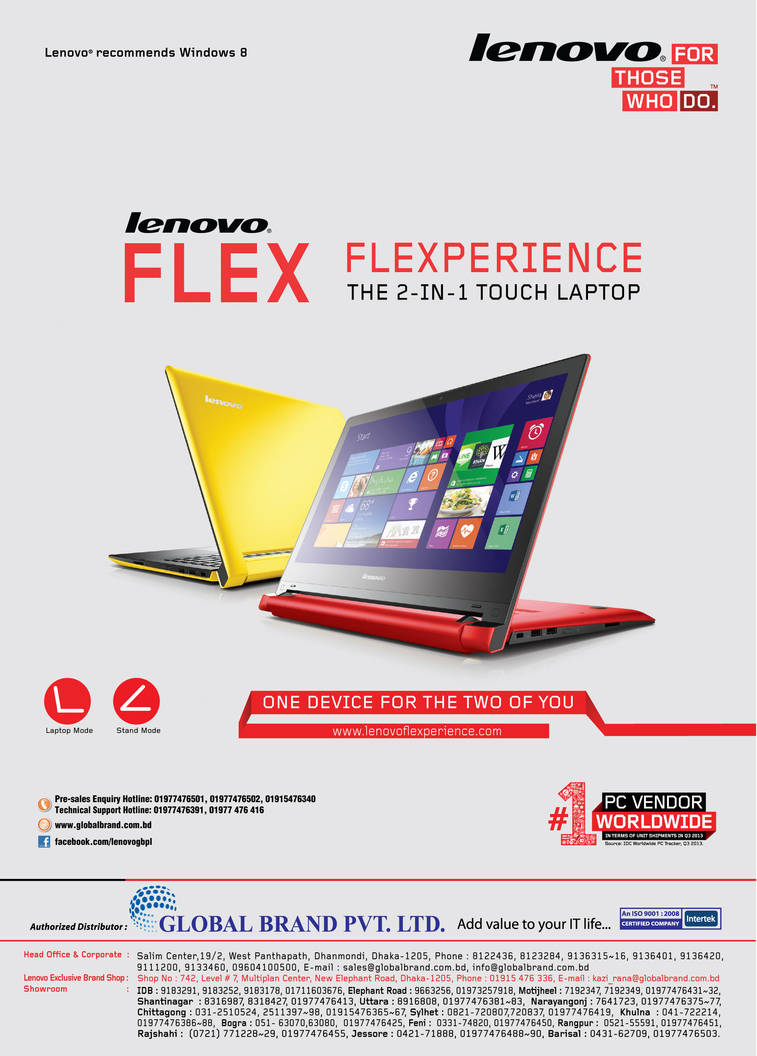 Lenovo® recommends Windows 8
lenovo® FOR
THOSE
WHO DO.™
lenovo®
FLEX
FLEXPERIENCE
THE 2-IN-1 TOUCH LAPTOP
lenovo
Start
Shane
lenovo
Laptop Mode
Stand Mode
ONE DEVICE FOR THE TWO OF YOU
www.lenovoflexperience.com
Pre-sales Enquiry Hotline: 01977476501, 01977476502, 01915476340
Technical Support Hotline: 01977476391, 01977 476 416
www.globalbrand.com.bd
facebook.com/lenovogbpl
#1 PC VENDOR
WORLDWIDE
IN TERMS OF UNIT SHIPMENTS IN Q3 2013
Source: IDC Worldwide PC Tracker, Q3 2013.
Authorized Distributor :
GLOBAL BRAND PVT. LTD.
Add value to your IT life...
An ISO 9001 : 2008
CERTIFIED COMPANY
Intertek
Head Office & Corporate : Salim Center,19/2, West Panthapath, Dhanmondi, Dhaka-1205, Phone : 8122436, 8123284, 9136315~16, 9136401, 9136420,
9111200, 9133460, 09604100500, E-mail : sales@globalbrand.com.bd, info@globalbrand.com.bd
Lenovo Exclusive Brand Shop : Shop No : 742, Level # 7, Multiplan Center, New Elephant Road, Dhaka-1205, Phone : 01915 476 336, E-mail : kazi_rana@globalbrand.com.bd
Showroom : IDB : 9183291, 9183252, 9183178, 01711603676, Elephant Road : 9663256, 01973257918, Motijheel : 7192347, 7192349, 01977476431~32,
Shantinagar : 8316987, 8318427, 01977476413, Uttara : 8916808, 01977476381~83, Narayangonj : 7641723, 01977476375~77,
Chittagong : 031-2510524, 2511397~98, 01915476365~67, Sylhet : 0821-720807,720837, 01977476419, Khulna : 041-722214,
01977476386~88, Bogra : 051- 63070,63080, 01977476425, Feni : 0331-74820, 01977476450, Rangpur : 0521-55591, 01977476451,
Rajshahi : (0721) 771228~29, 01977476455, Jessore : 0421-71888, 01977476488~90, Barisal : 0431-62709, 01977476503.